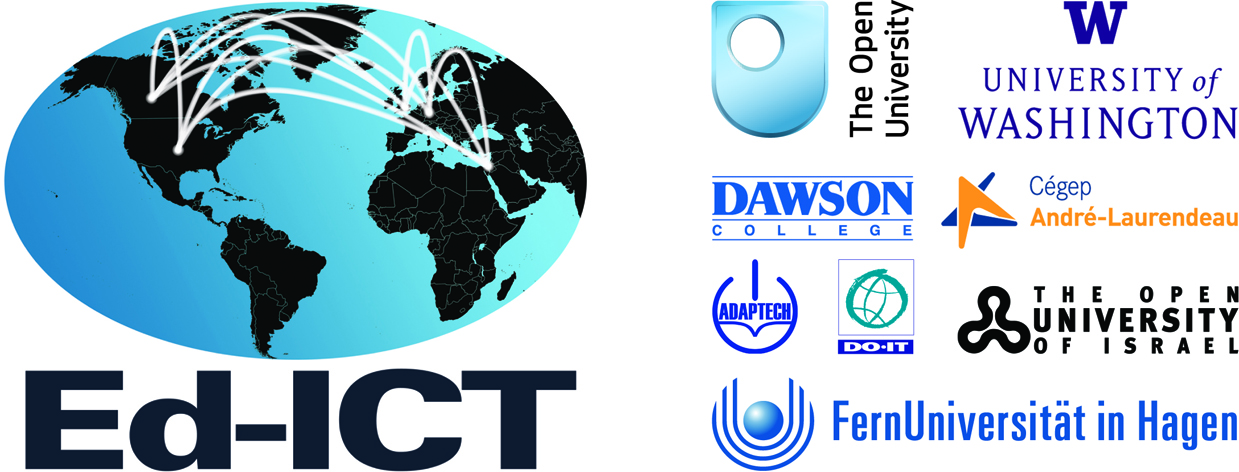 Ed-ICT
The Open
University
W
UNIVERSITY of
WASHINGTON
DAWSON
COLLEGE
Cégep
André-Laurendeau
ADAPTECH
DO·IT
THE OPEN
UNIVERSITY
OF ISRAEL
FernUniversität in Hagen